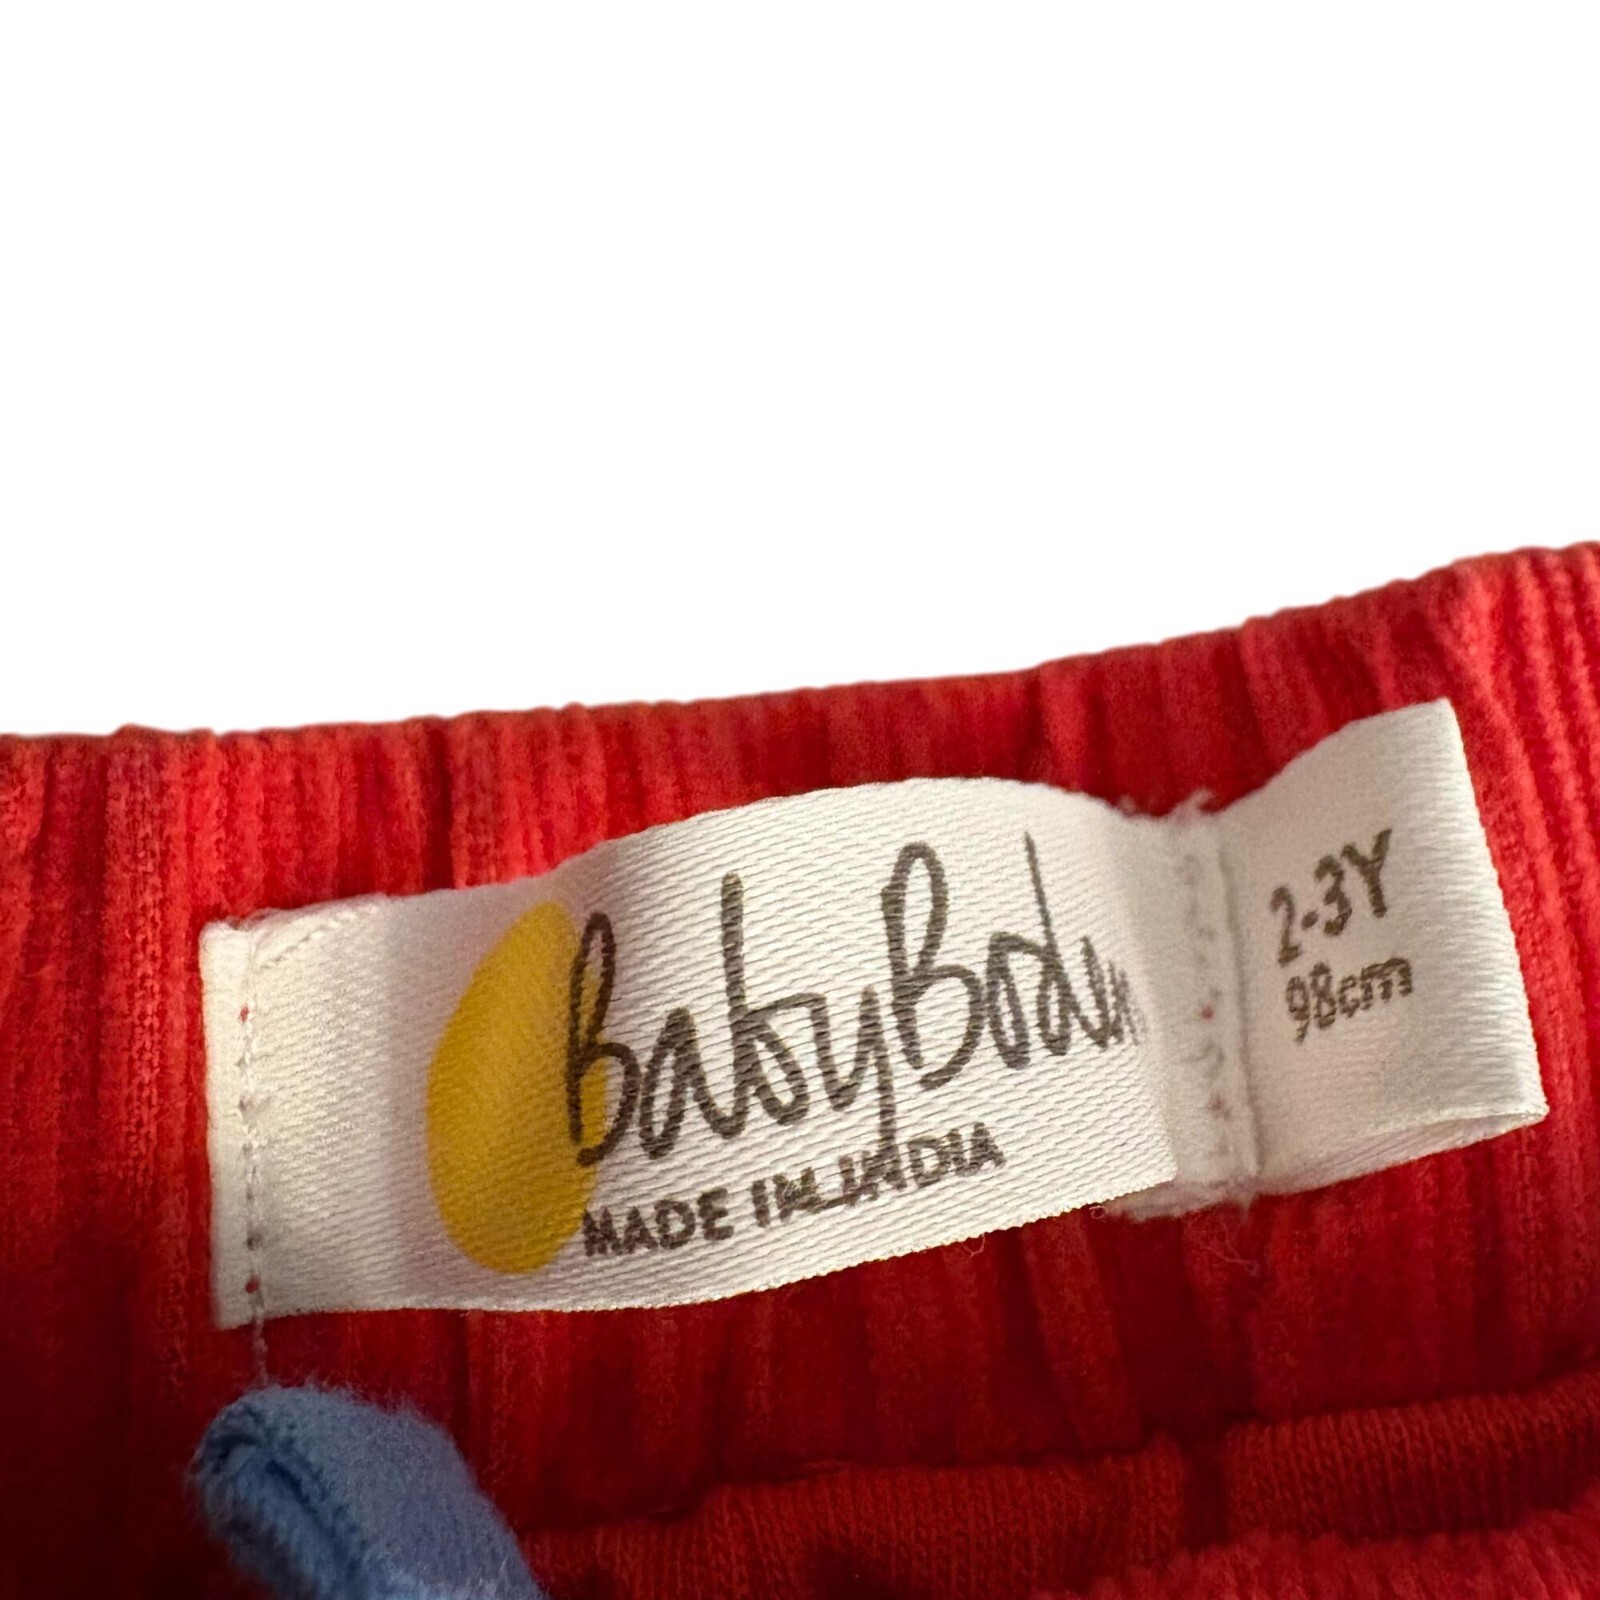 BabyBoden
MADE IN INDIA
2-3Y
98cm